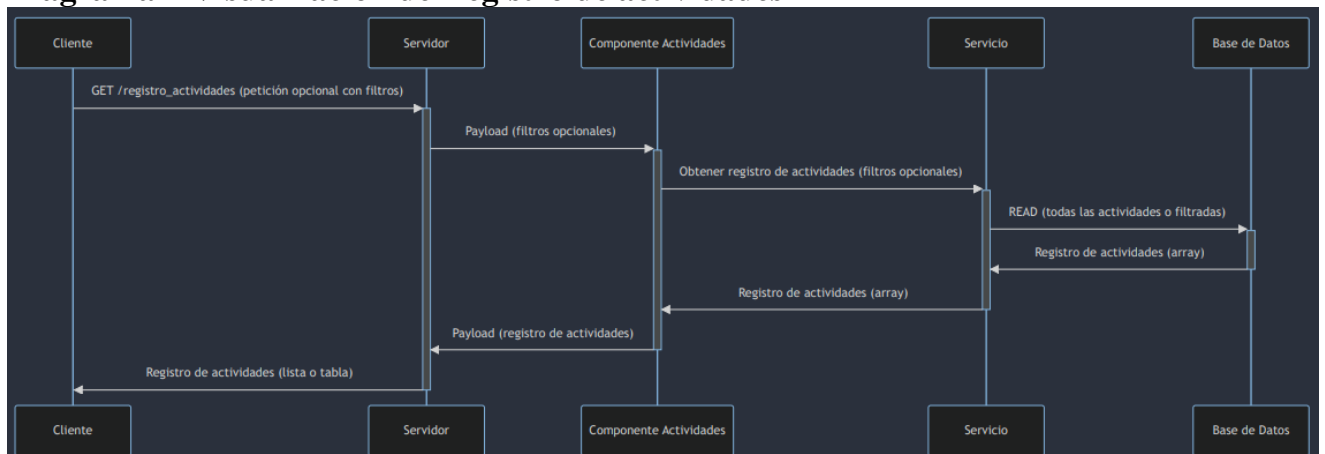 Cliente
Servidor
Componente Actividades
Servicio
Base de Datos
GET /registro_actividades (petición opcional con filtros)
Payload (filtros opcionales)
Obtener registro de actividades (filtros opcionales)
READ (todas las actividades o filtradas)
Registro de actividades (array)
Registro de actividades (array)
Payload (registro de actividades)
Registro de actividades (lista o tabla)
Cliente
Servidor
Componente Actividades
Servicio
Base de Datos